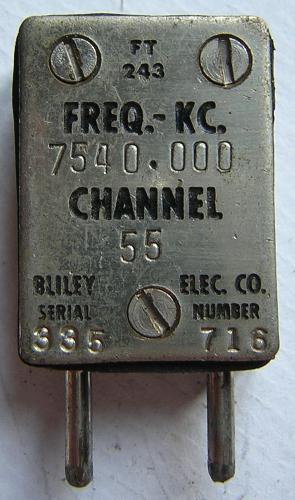 FT
243
FREQ.- KC.
7540.000
CHANNEL
55
BLILEY ELEC. CO.
SERIAL NUMBER
335 716